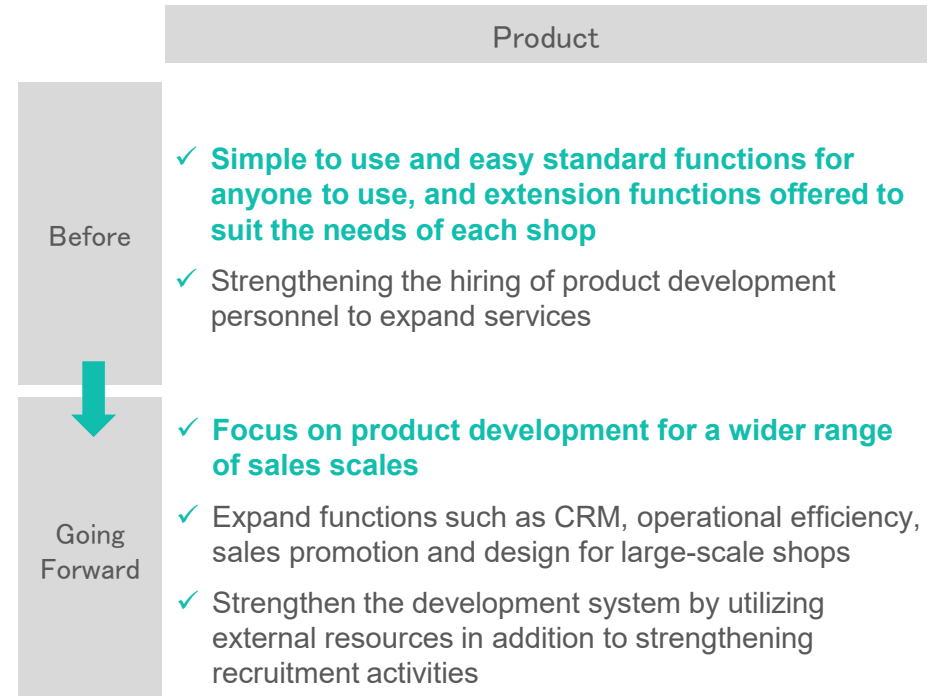 Product
Before
✓ Simple to use and easy standard functions for
anyone to use, and extension functions offered to
suit the needs of each shop
✓ Strengthening the hiring of product development
personnel to expand services
Going
Forward
✓ Focus on product development for a wider range
of sales scales
✓ Expand functions such as CRM, operational efficiency,
sales promotion and design for large-scale shops
✓ Strengthen the development system by utilizing
external resources in addition to strengthening
recruitment activities